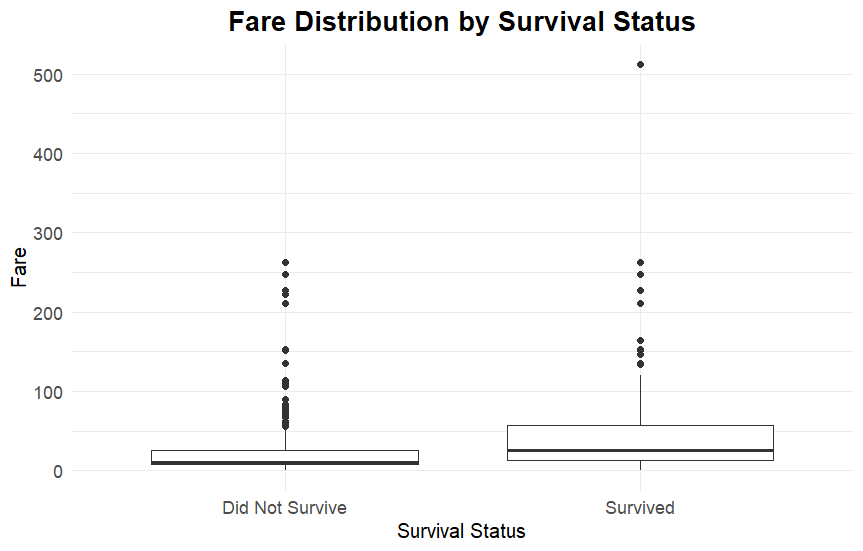 Fare Distribution by Survival Status
500
400
300
200
100
0
Fare
Did Not Survive
Survived
Survival Status